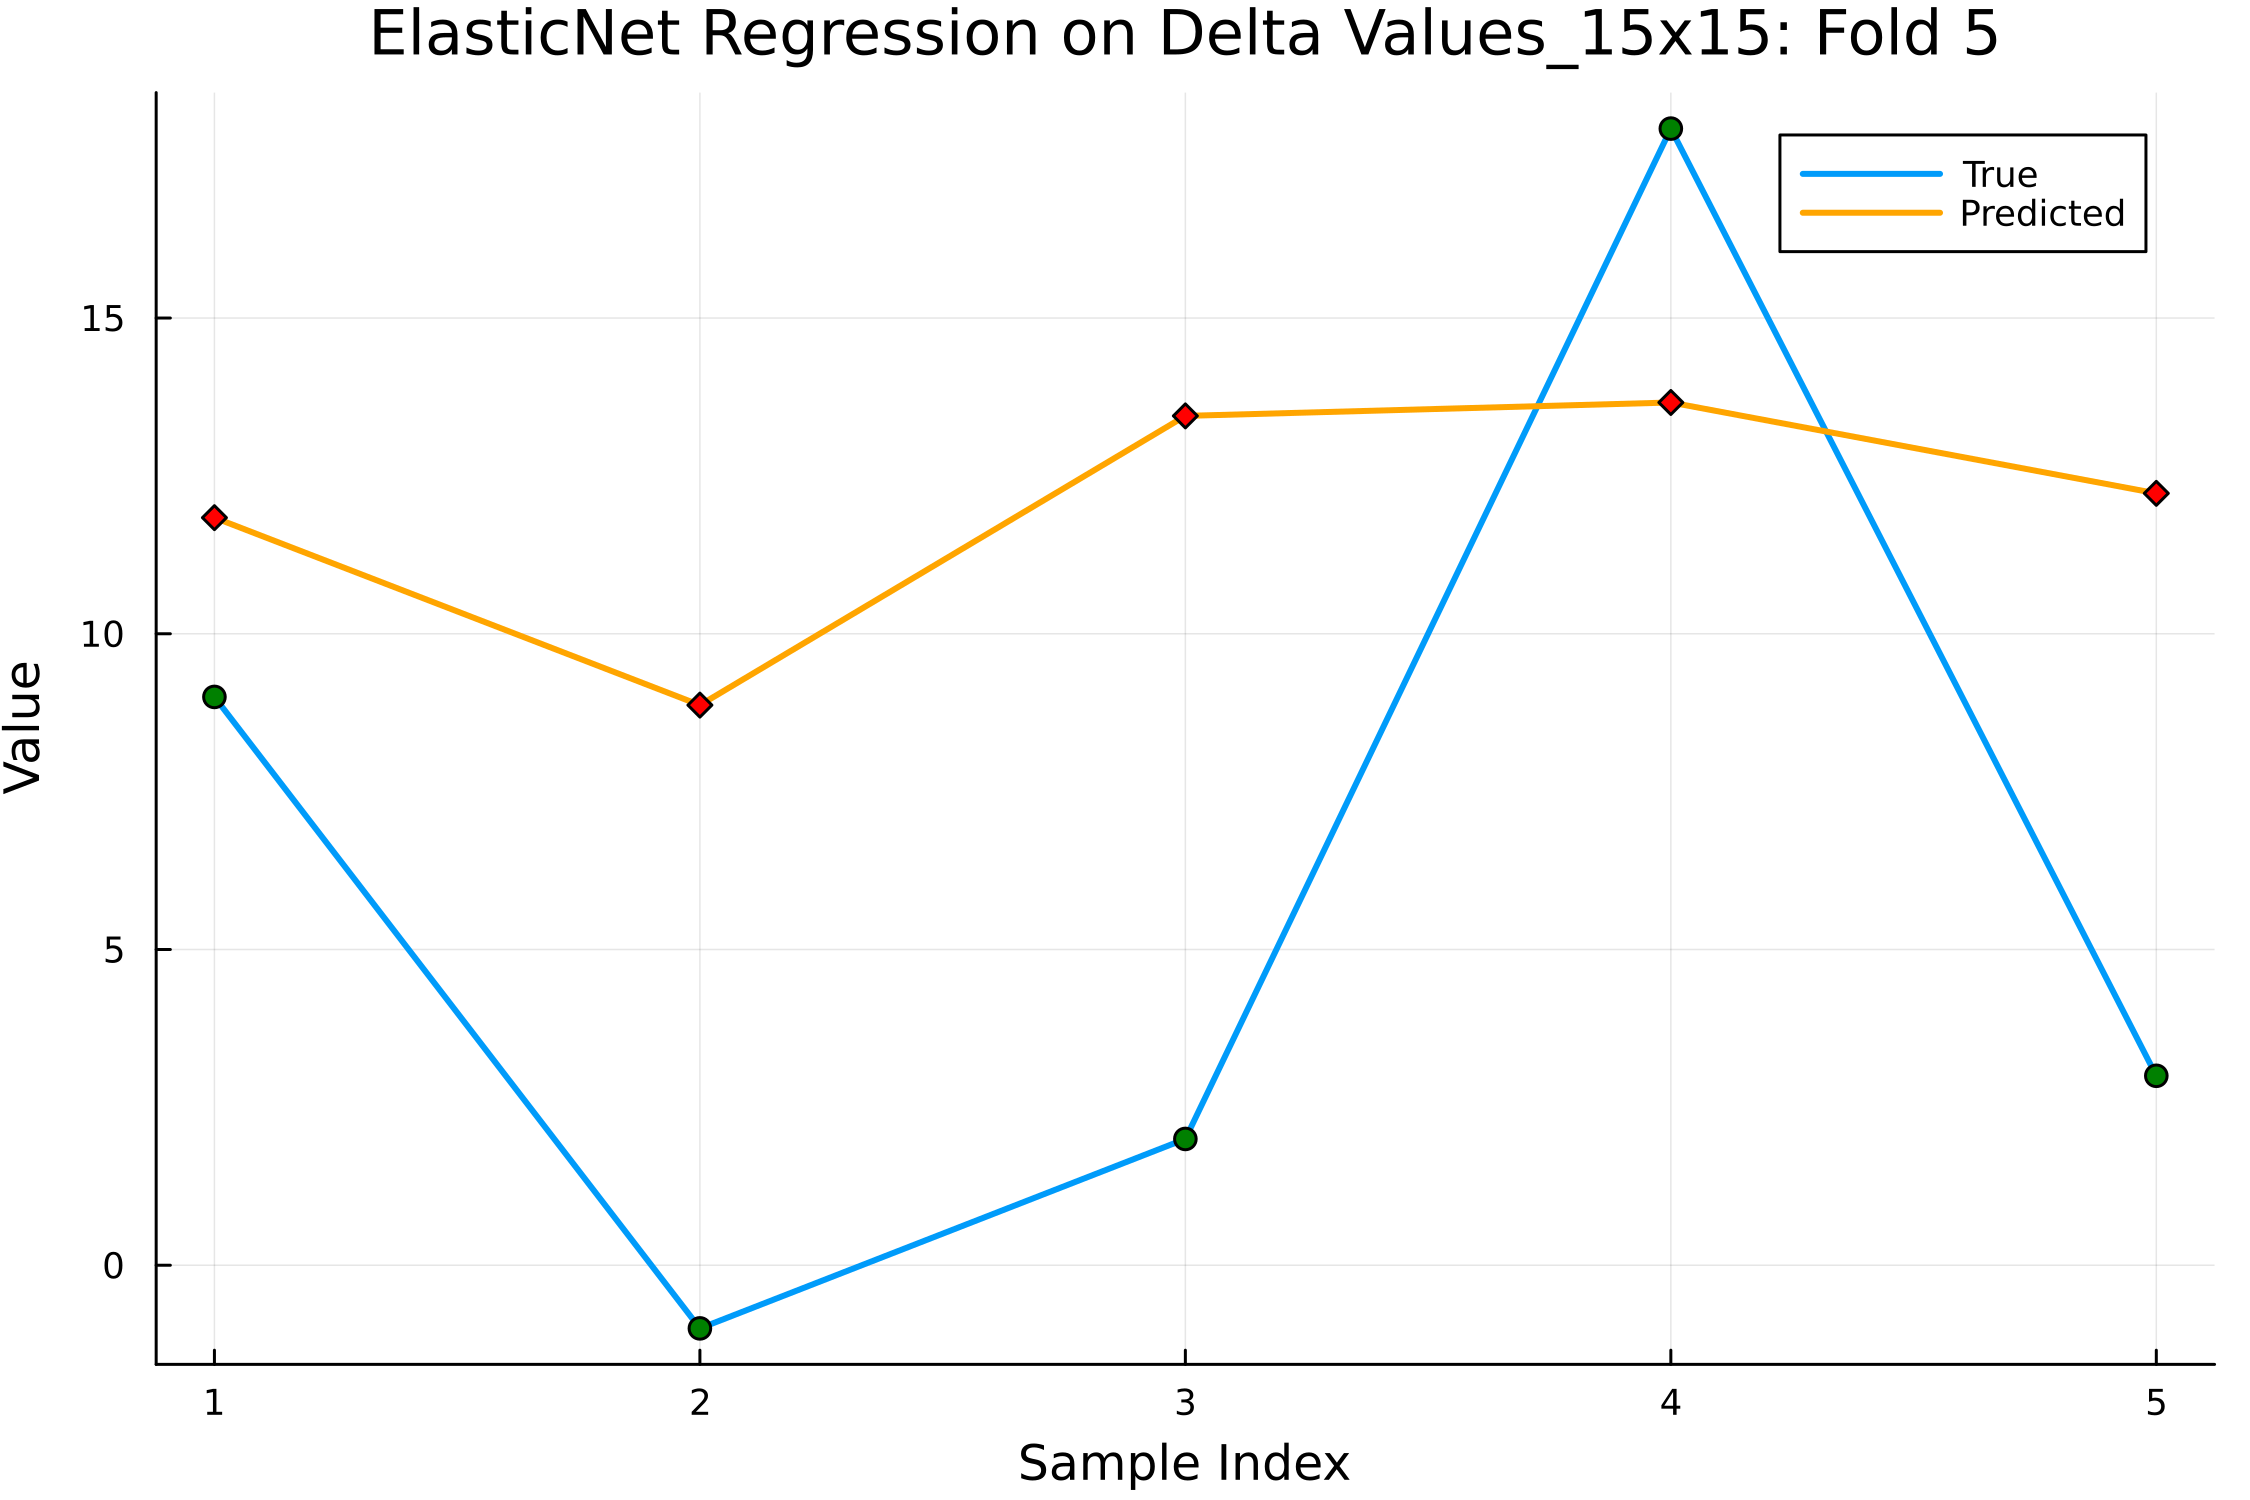 ElasticNet Regression on Delta Values_15x15: Fold 5
True
Predicted
15
10
5
0
Value
1 2 3 4 5
Sample Index